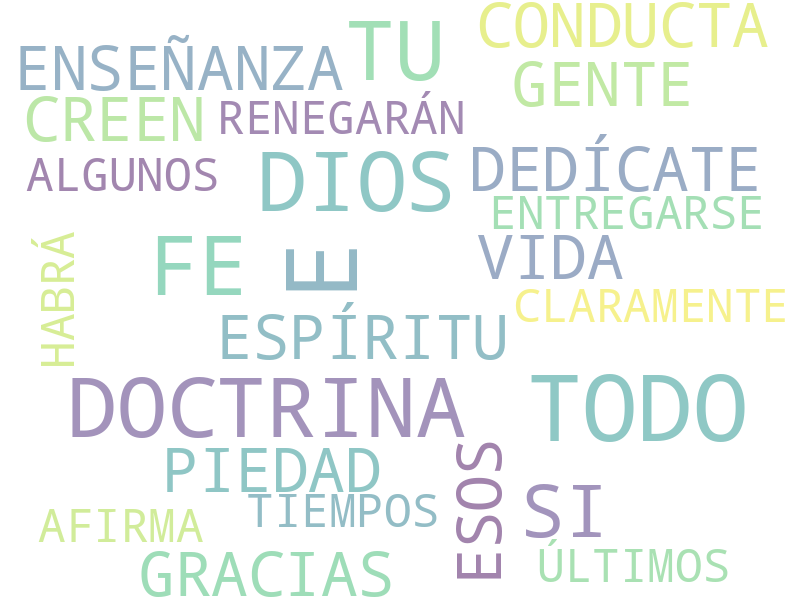 CONDUCTA
TU
ENSEÑANZA
GENTE
CREEN
RENEGARÁN
ALGUNOS
DIOS
DEDÍCATE
ENTREGARSE
HABRÁ
FE
E
VIDA
CLARAMENTE
ESPÍRITU
DOCTRINA
TODO
PIEDAD
ESOS
TIEMPOS
SI
AFIRMA
GRACIAS
ÚLTIMOS